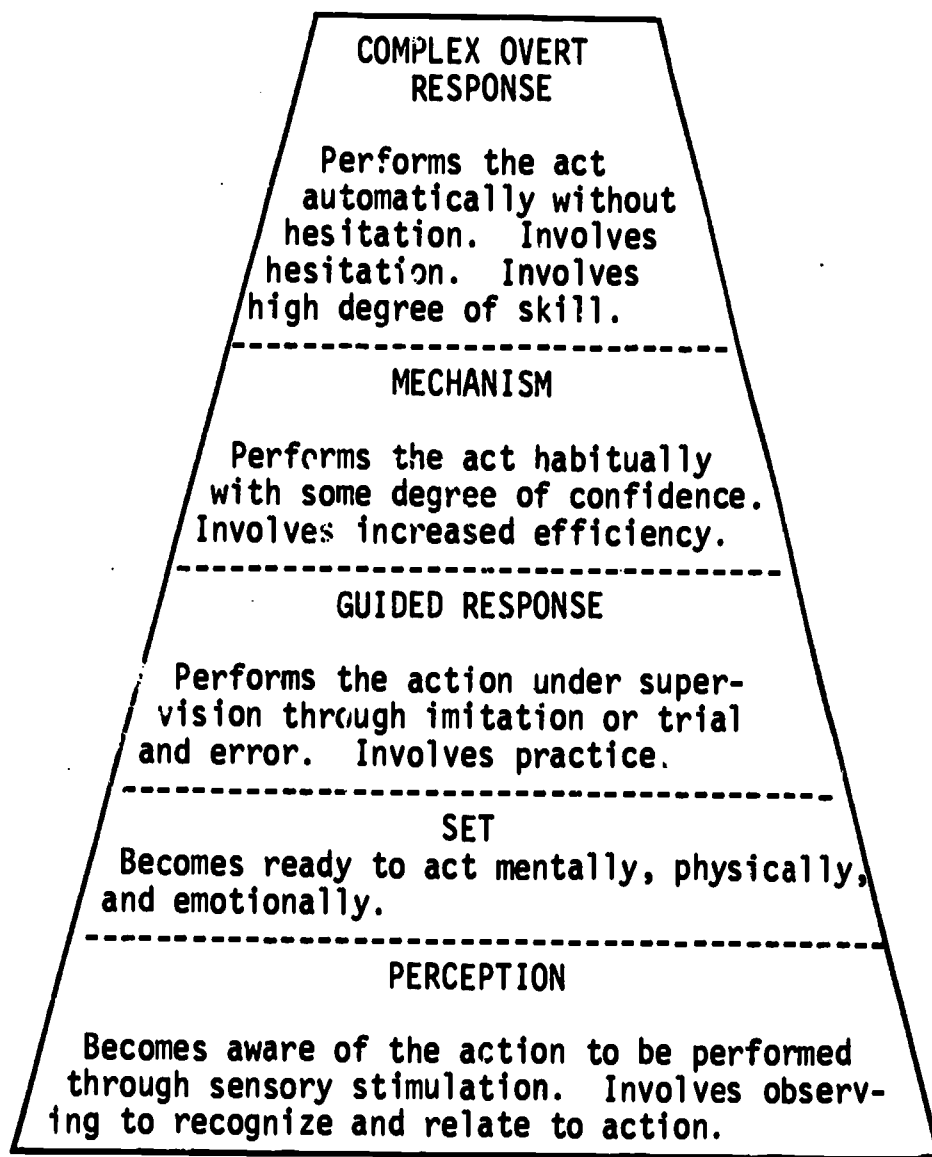 COMPLEX OVERT
RESPONSE
Performs the act
automatically without
hesitation. Involves
hesitation. Involves
high degree of skill.
MECHANISM
Performs the act habitually
with some degree of confidence.
Involves increased efficiency.
GUIDED RESPONSE
Performs the action under super-
vision through imitation or trial
and error. Involves practice.
SET
Becomes ready to act mentally, physically,
and emotionally.
PERCEPTION
Becomes aware of the action to be performed
through sensory stimulation. Involves observ-
ing to recognize and relate to action.